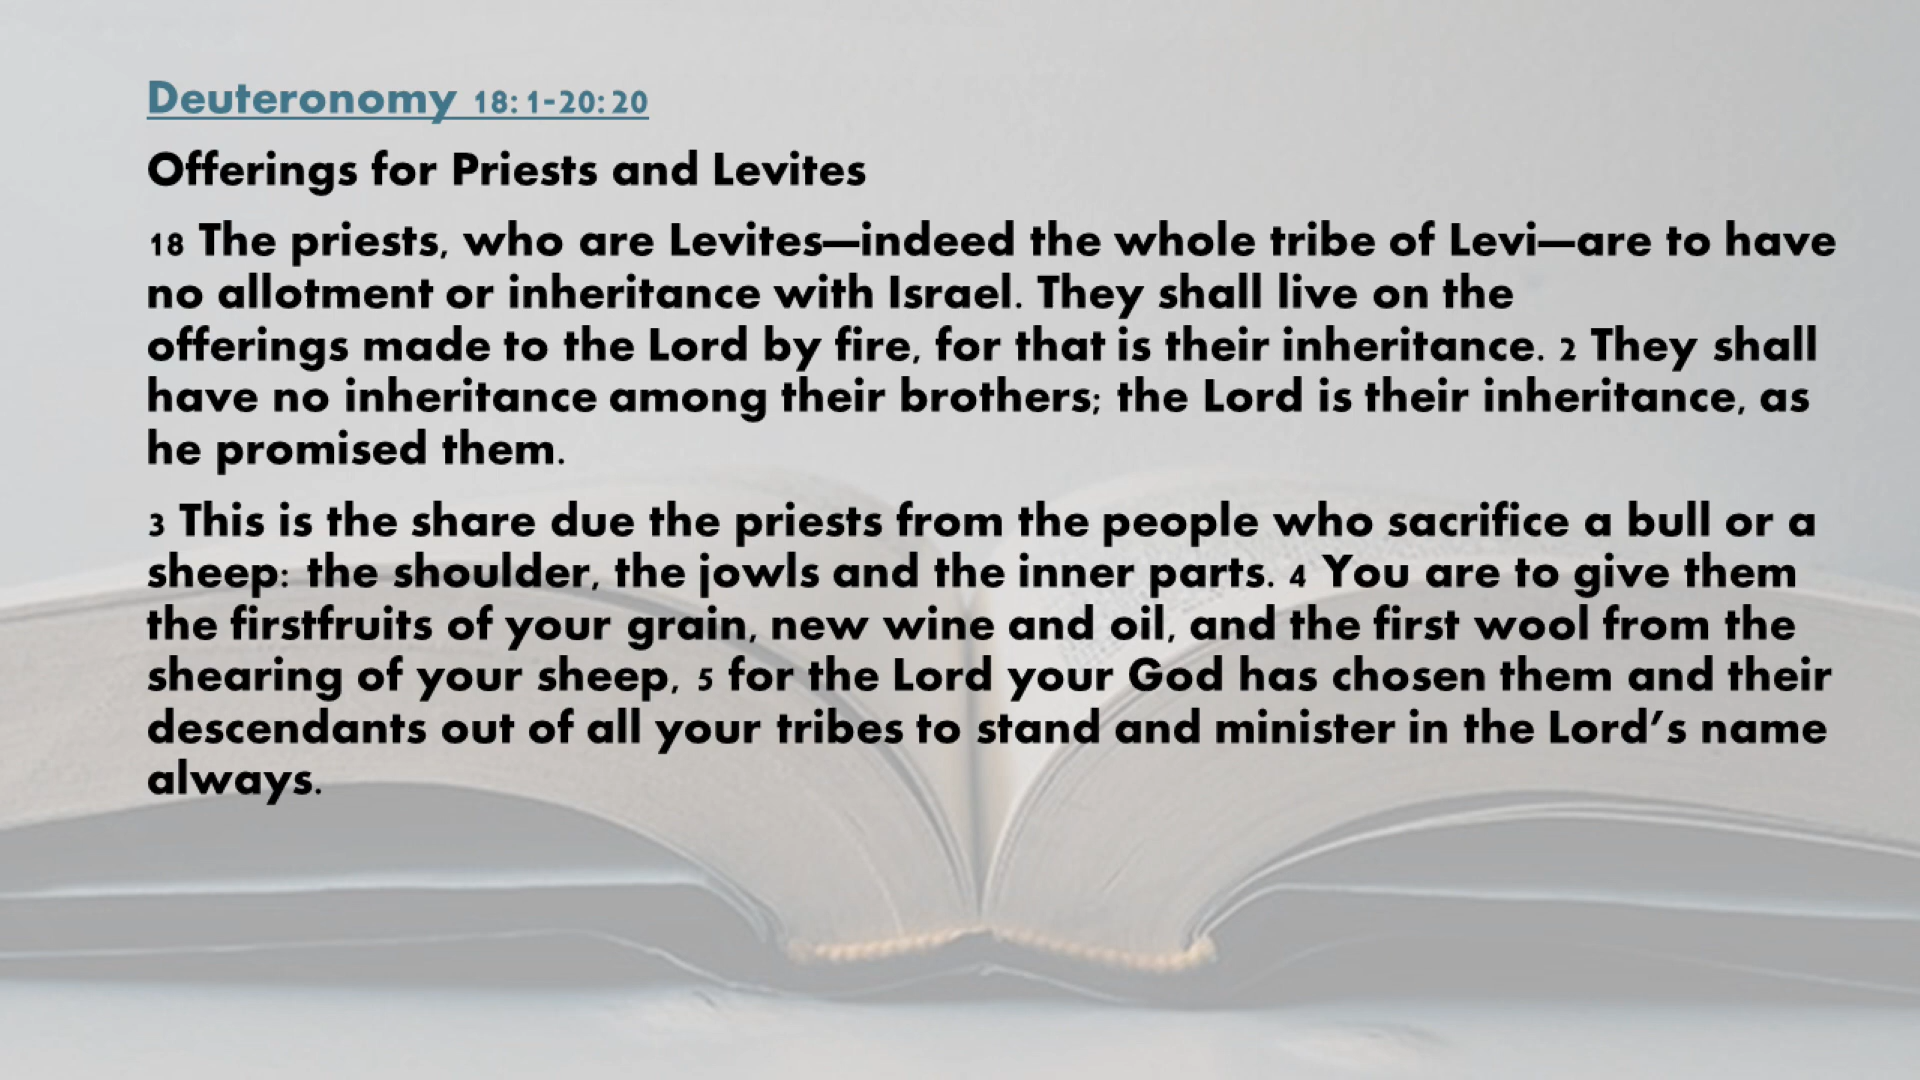 Deuteronomy 18:1-20:20
Offerings for Priests and Levites
18 The priests, who are Levites—indeed the whole tribe of Levi—are to have
no allotment or inheritance with Israel. They shall live on the
offerings made to the Lord by fire, for that is their inheritance. 2 They shall
have no inheritance among their brothers; the Lord is their inheritance, as
he promised them.
3 This is the share due the priests from the people who sacrifice a bull or a
sheep: the shoulder, the jowls and the inner parts. 4 You are to give them
the firstfruits of your grain, new wine and oil, and the first wool from the
shearing of your sheep, 5 for the Lord your God has chosen them and their
descendants out of all your tribes to stand and minister in the Lord’s name
always.